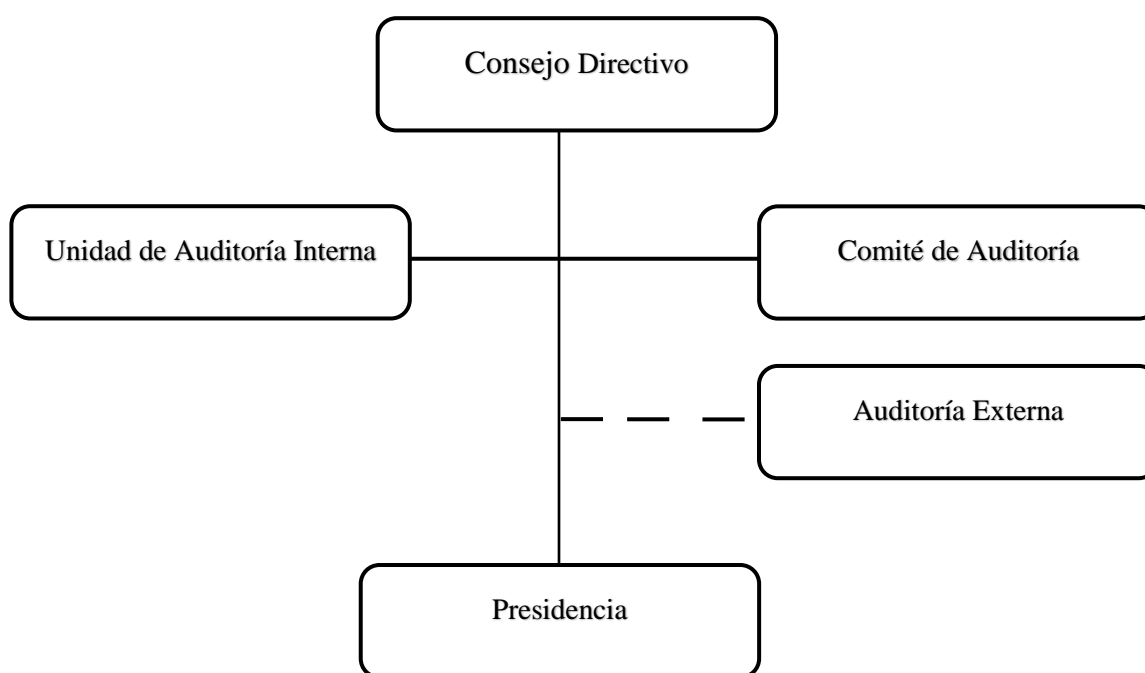 Consejo Directivo
Unidad de Auditoría Interna
Comité de Auditoría
Auditoría Externa
Presidencia